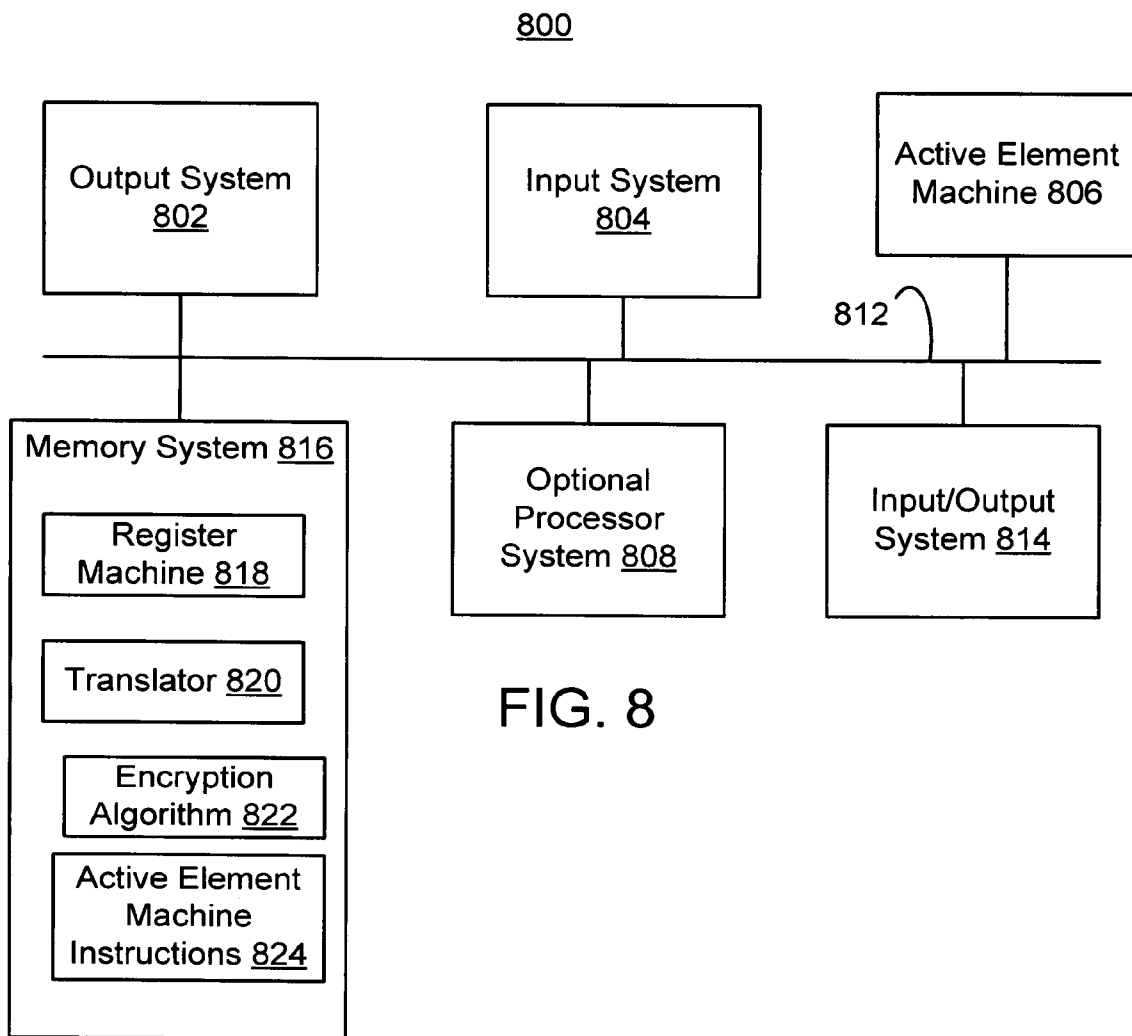 800
Output System
802
Input System
804
Active Element
Machine 806
812
Memory System 816
Register
Machine 818
Translator 820
Encryption
Algorithm 822
Active Element
Machine
Instructions 824
Optional
Processor
System 808
Input/Output
System 814
FIG. 8